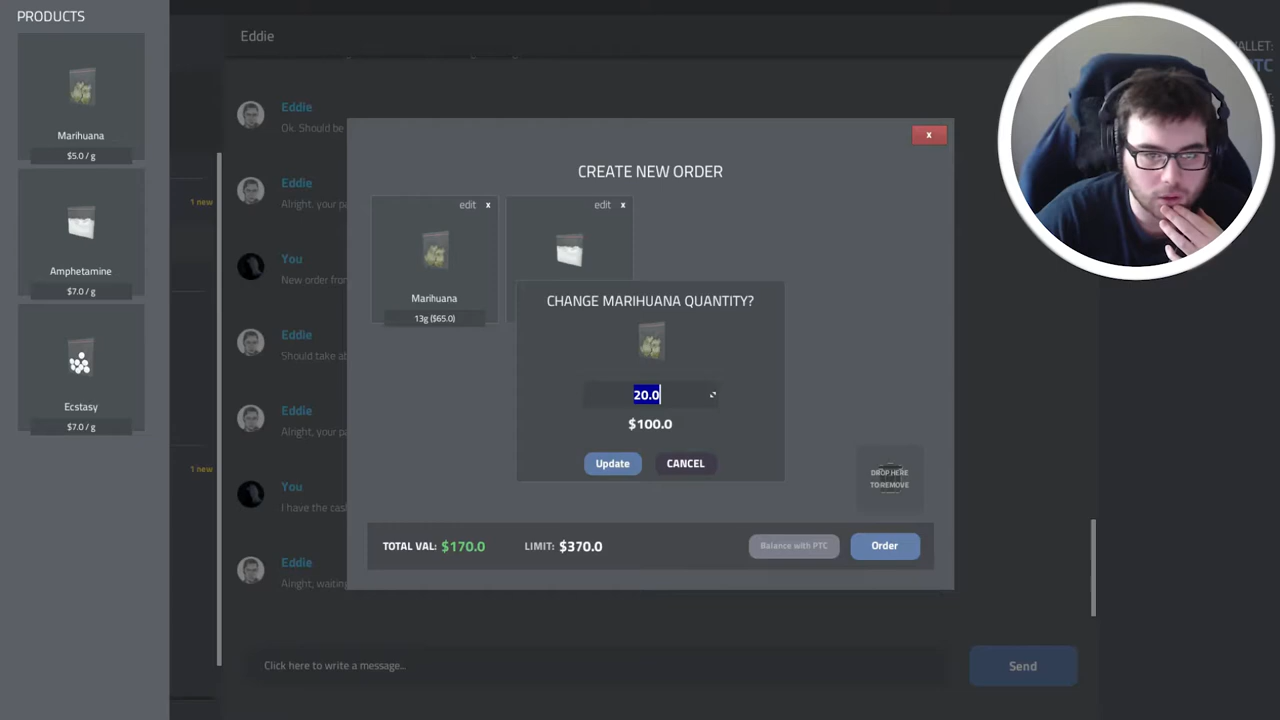 PRODUCTS
Marihuana
$5.0 / g
Amphetamine
$7.0 / g
Ecstasy
$7.0 / g
1 new
1 new
Eddie
Eddie
Ok. Should be
Eddie
Alright, your
You
New order from
Eddie
Should take
Eddie
Alright, your
You
I have the
Eddie
Alright, waiting
Click here to write a message...
Send
x
CREATE NEW ORDER
edit x
Marihuana
13g ($65.0)
edit x
CHANGE MARIHUANA QUANTITY?
20.0
$100.0
Update
CANCEL
DROP HERE
TO REMOVE
TOTAL VAL: $170.0
LIMIT: $370.0
Balance with PTC
Order